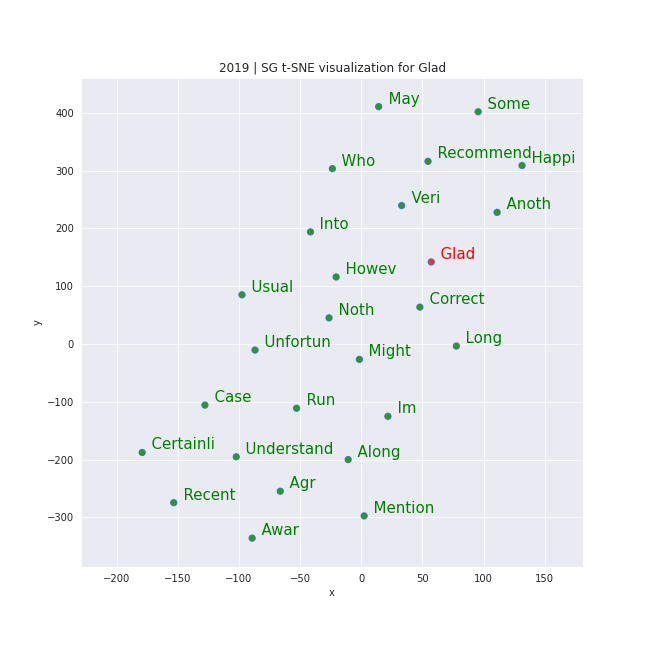 2019 | SG t-SNE visualization for Glad
May
Some
Recommend
Happi
Who
Veri
Anoth
Into
Glad
Howev
Usual
Correct
Noth
Long
Unfortun
Might
Case
Run
Im
Certainli
Understand
Along
Agr
Recent
Mention
Awar
400
300
200
100
0
−100
−200
−300
y
−200 −150 −100 −50 0 50 100 150
x